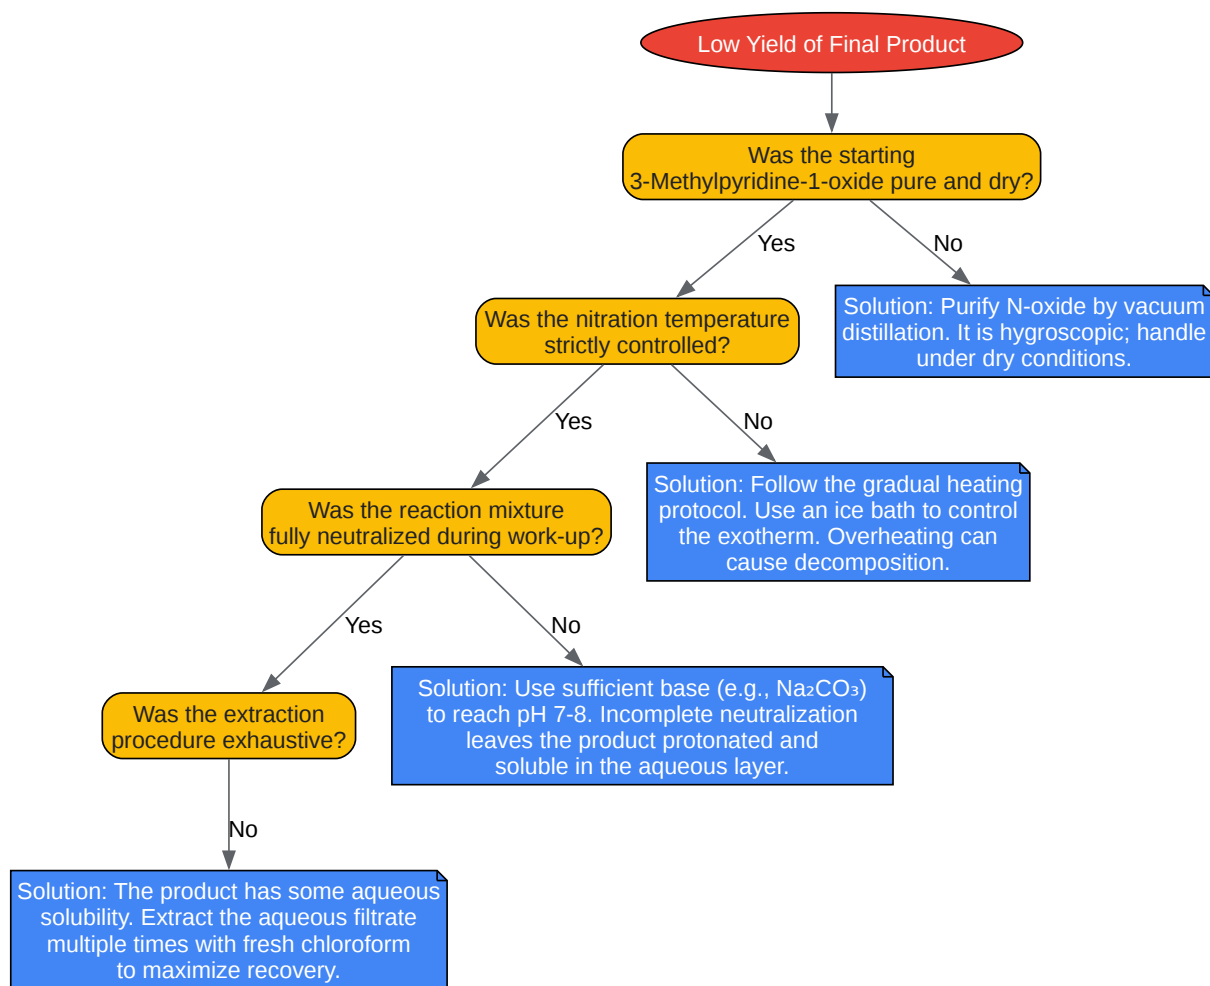 Low Yield of Final Product
Was the starting
3-Methylpyridine-1-oxide pure and dry?
Yes
No
Was the nitration temperature
strictly controlled?
Solution: Purify N-oxide by vacuum
distillation. It is hygroscopic; handle
under dry conditions.
Yes
No
Was the reaction mixture
fully neutralized during work-up?
Solution: Follow the gradual heating
protocol. Use an ice bath to control
the exotherm. Overheating can
cause decomposition.
Yes
No
Was the extraction
procedure exhaustive?
Solution: Use sufficient base (e.g., Na₂CO₃)
to reach pH 7-8. Incomplete neutralization
leaves the product protonated and
soluble in the aqueous layer.
No
Solution: The product has some aqueous
solubility. Extract the aqueous filtrate
multiple times with fresh chloroform
to maximize recovery.